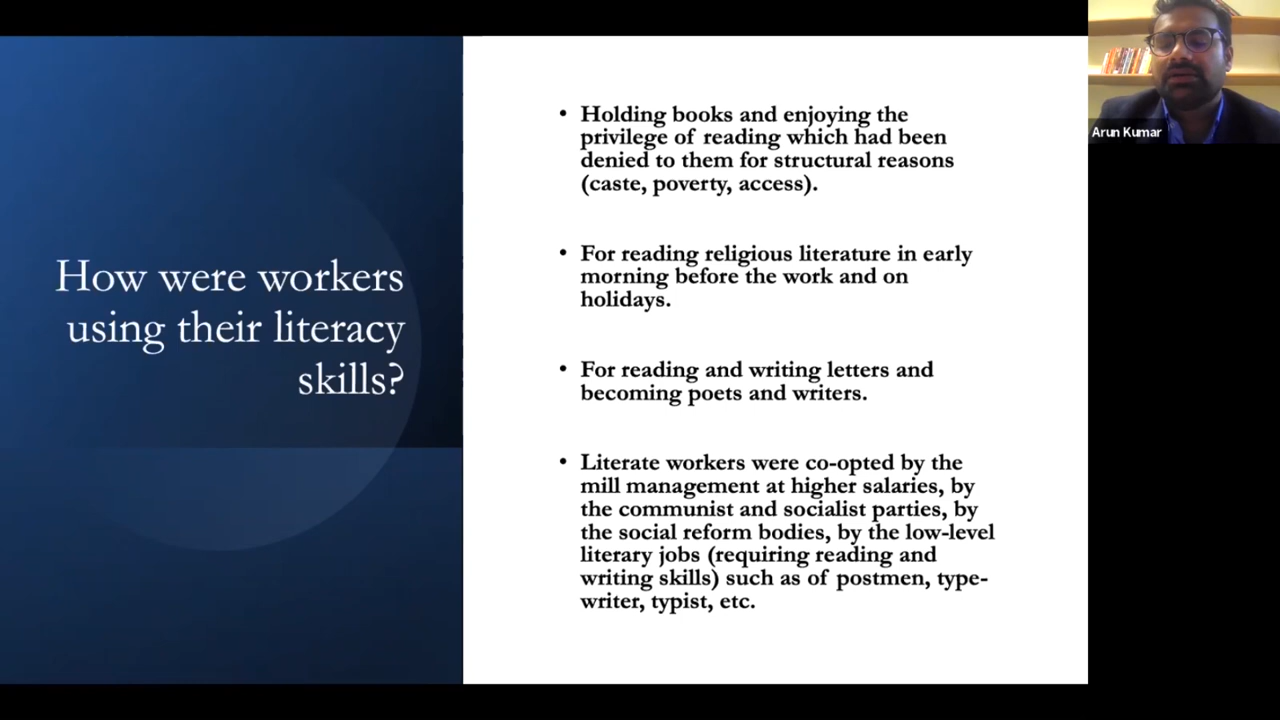 How were workers
using their literacy
skills?
• Holding books and enjoying the
privilege of reading which had been
denied to them for structural reasons
(caste, poverty, access).
• For reading religious literature in early
morning before the work and on
holidays.
• For reading and writing letters and
becoming poets and writers.
• Literate workers were co-opted by the
mill management at higher salaries, by
the communist and socialist parties, by
the social reform bodies, by the low-level
literary jobs (requiring reading and
writing skills) such as of postmen, type-
writer, typist, etc.
Arun Kumar